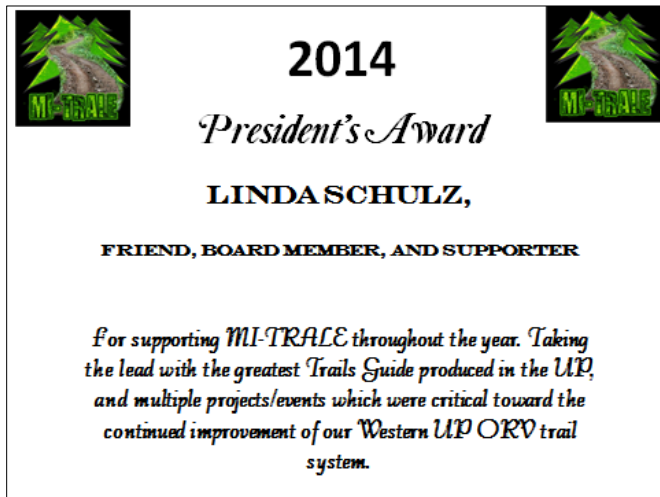 MI-TRALE
MI-TRALE
2014
President's Award
LINDA SCHULZ,
FRIEND, BOARD MEMBER, AND SUPPORTER
For supporting MI-TRALE throughout the year. Taking
the lead with the greatest Trails Guide produced in the UP,
and multiple projects/events which were critical toward the
continued improvement of our Western UP ORV trail
system.